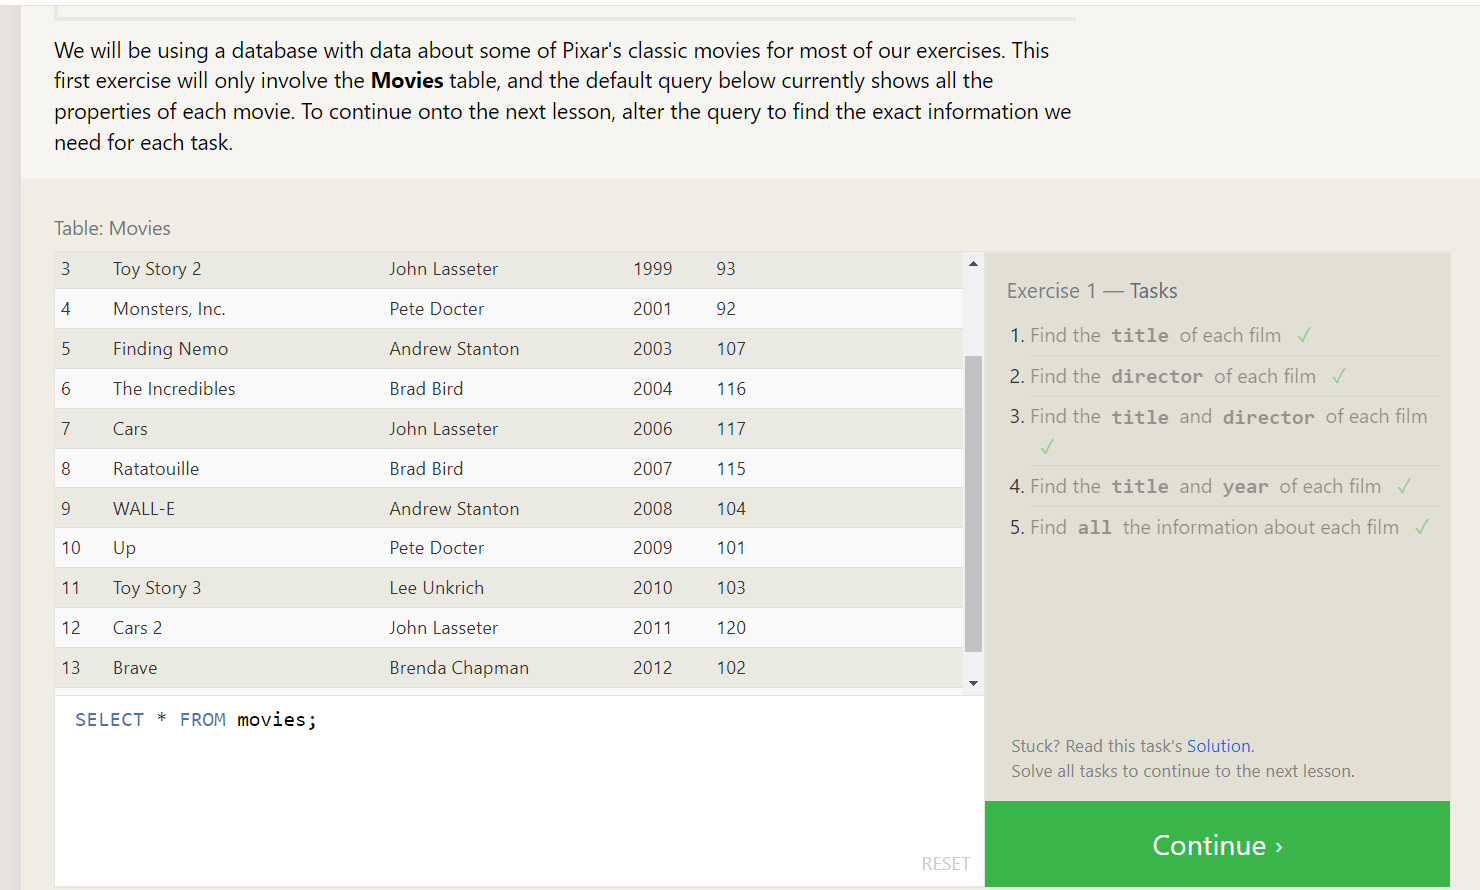 We will be using a database with data about some of Pixar's classic movies for most of our exercises. This
first exercise will only involve the Movies table, and the default query below currently shows all the
properties of each movie. To continue onto the next lesson, alter the query to find the exact information we
need for each task.
Table: Movies
3 Toy Story 2 John Lasseter 1999 93
4 Monsters, Inc. Pete Docter 2001 92
5 Finding Nemo Andrew Stanton 2003 107
6 The Incredibles Brad Bird 2004 116
7 Cars John Lasseter 2006 117
8 Ratatouille Brad Bird 2007 115
9 WALL-E Andrew Stanton 2008 104
10 Up Pete Docter 2009 101
11 Toy Story 3 Lee Unkrich 2010 103
12 Cars 2 John Lasseter 2011 120
13 Brave Brenda Chapman 2012 102
SELECT * FROM movies;
RESET
Exercise 1 — Tasks
1. Find the title of each film ✓
2. Find the director of each film ✓
3. Find the title and director of each film
✓
4. Find the title and year of each film ✓
5. Find all the information about each film ✓
Stuck? Read this task's Solution.
Solve all tasks to continue to the next lesson.
Continue ›